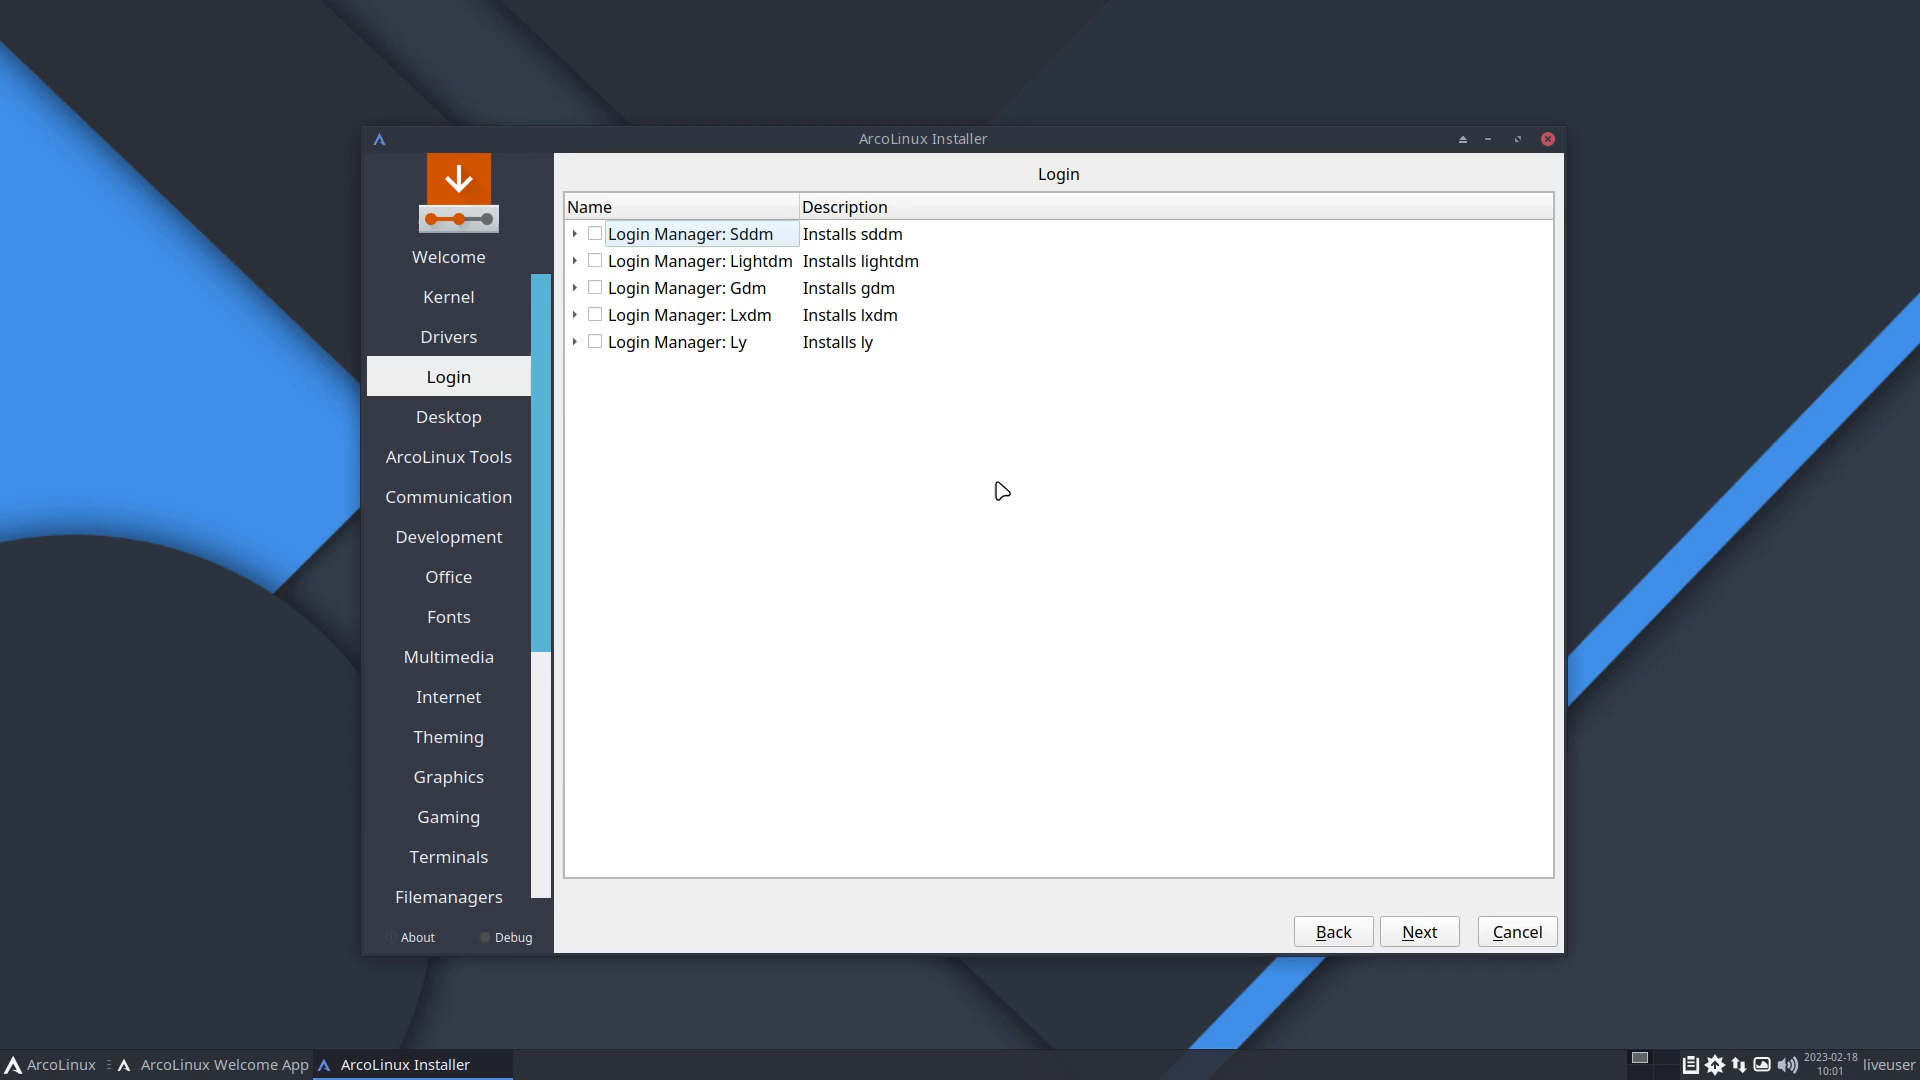 ArcoLinux Installer
Login
Name Description
Login Manager: Sddm Installs sddm
Login Manager: Lightdm Installs lightdm
Login Manager: Gdm Installs gdm
Login Manager: Lxdm Installs lxdm
Login Manager: Ly Installs ly
Welcome
Kernel
Drivers
Login
Desktop
ArcoLinux Tools
Communication
Development
Office
Fonts
Multimedia
Internet
Theming
Graphics
Gaming
Terminals
Filemanagers
About Debug
Back Next Cancel
ArcoLinux ArcoLinux Welcome App ArcoLinux Installer
2023-02-18
10:01
liveuser